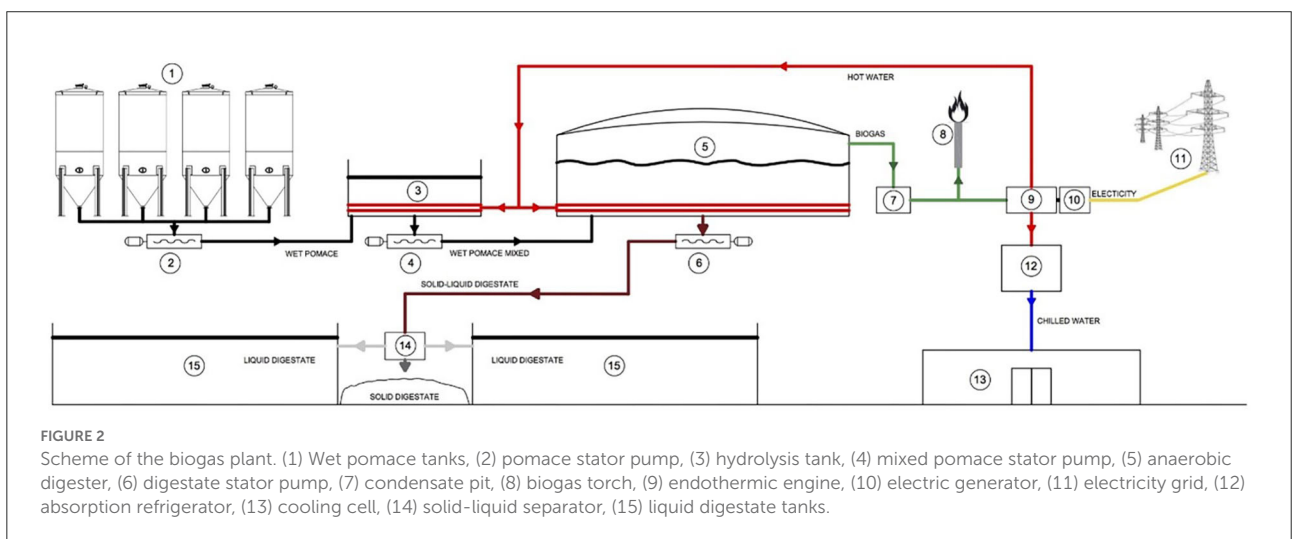 1
HOT WATER
BIOGAS
8
5
11
3
7
9
10
ELECTICITY
2
WET POMACE
4
WET POMACE MIXED
6
12
SOLID-LIQUID DIGESTATE
CHILLED WATER
14
15
LIQUID DIGESTATE
LIQUID DIGESTATE
15
13
SOLID DIGESTATE
FIGURE 2
Scheme of the biogas plant. (1) Wet pomace tanks, (2) pomace stator pump, (3) hydrolysis tank, (4) mixed pomace stator pump, (5) anaerobic
digester, (6) digestate stator pump, (7) condensate pit, (8) biogas torch, (9) endothermic engine, (10) electric generator, (11) electricity grid, (12)
absorption refrigerator, (13) cooling cell, (14) solid-liquid separator, (15) liquid digestate tanks.